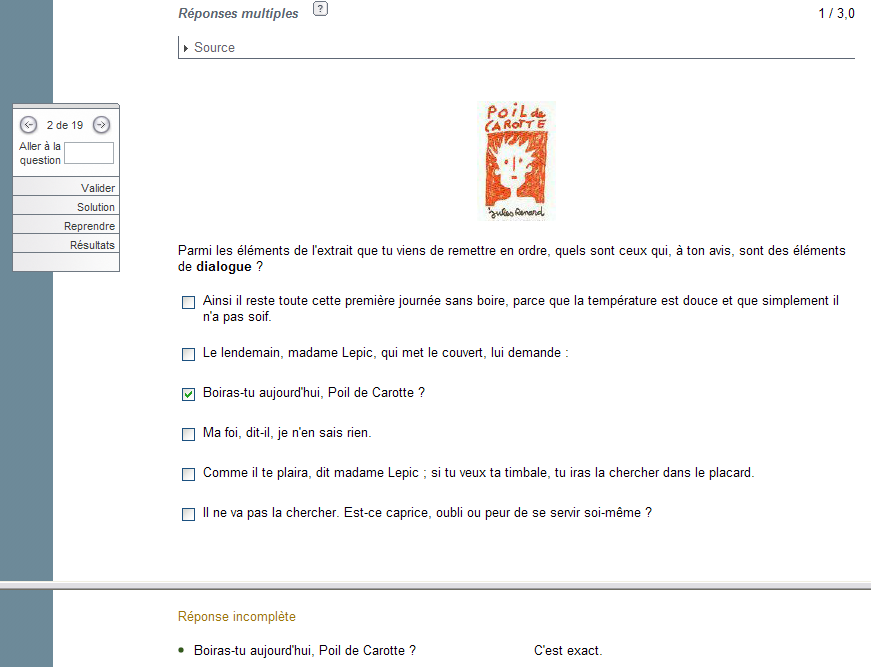 Réponses multiples ?
1 / 3,0
Source
2 de 19
Aller à la
question
Valider
Solution
Reprendre
Résultats
POIL de
CAROTTE
Jules Renard
Parmi les éléments de l'extrait que tu viens de remettre en ordre, quels sont ceux qui, à ton avis, sont des éléments
de dialogue ?
Ainsi il reste toute cette première journée sans boire, parce que la température est douce et que simplement il
n'a pas soif.
Le lendemain, madame Lepic, qui met le couvert, lui demande :
Boiras-tu aujourd'hui, Poil de Carotte ?
Ma foi, dit-il, je n'en sais rien.
Comme il te plaira, dit madame Lepic ; si tu veux ta timbale, tu iras la chercher dans le placard.
Il ne va pas la chercher. Est-ce caprice, oubli ou peur de se servir soi-même ?
Réponse incomplète
• Boiras-tu aujourd'hui, Poil de Carotte ? C'est exact.